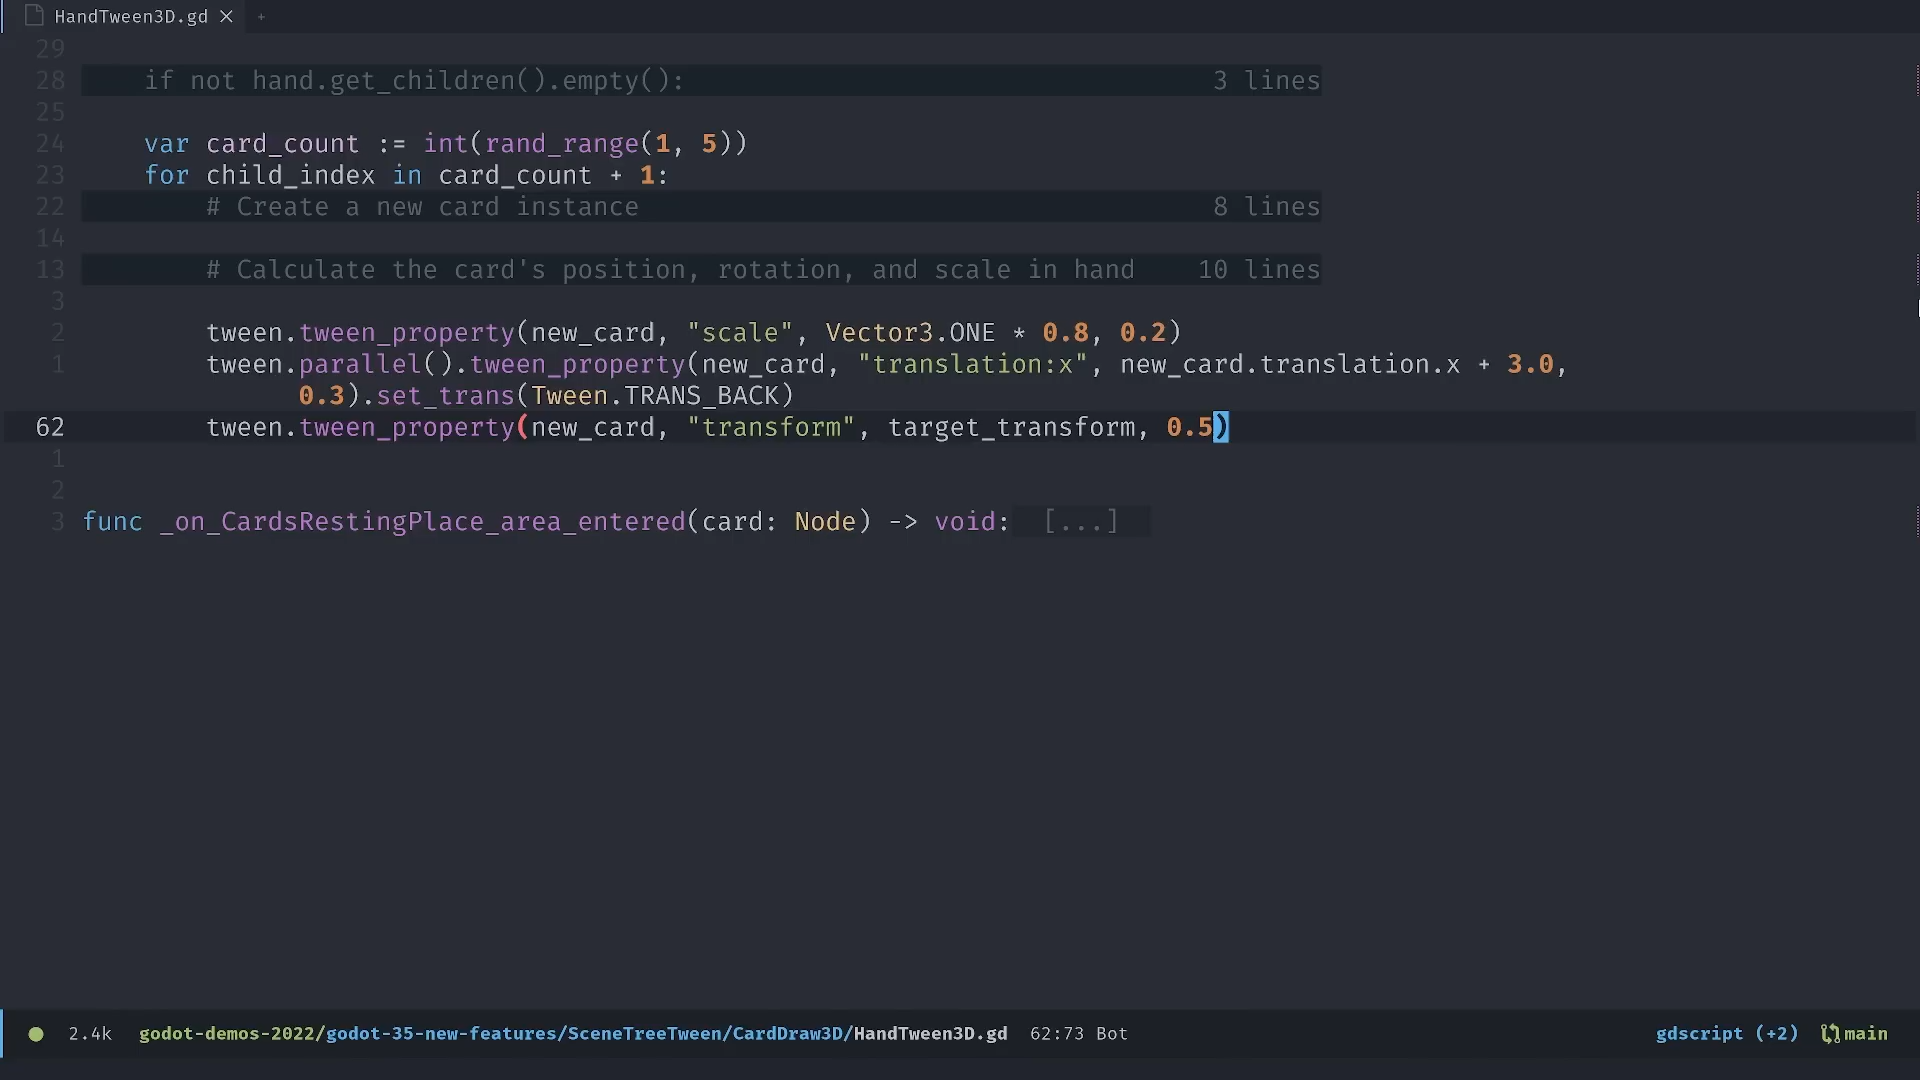 HandTween3D.gd × +
29
28 if not hand.get_children().empty(): 3 lines
25
24 var card_count := int(rand_range(1, 5))
23 for child_index in card_count + 1:
22 # Create a new card instance 8 lines
14
13 # Calculate the card's position, rotation, and scale in hand 10 lines
3
2 tween.tween_property(new_card, "scale", Vector3.ONE * 0.8, 0.2)
1 tween.parallel().tween_property(new_card, "translation:x", new_card.translation.x + 3.0,
0.3).set_trans(Tween.TRANS_BACK)
62 tween.tween_property(new_card, "transform", target_transform, 0.5)
1
2
3 func _on_CardsRestingPlace_area_entered(card: Node) -> void: [...]
2.4k godot-demos-2022/godot-35-new-features/SceneTreeTween/CardDraw3D/HandTween3D.gd 62:73 Bot gdscript (+2) main